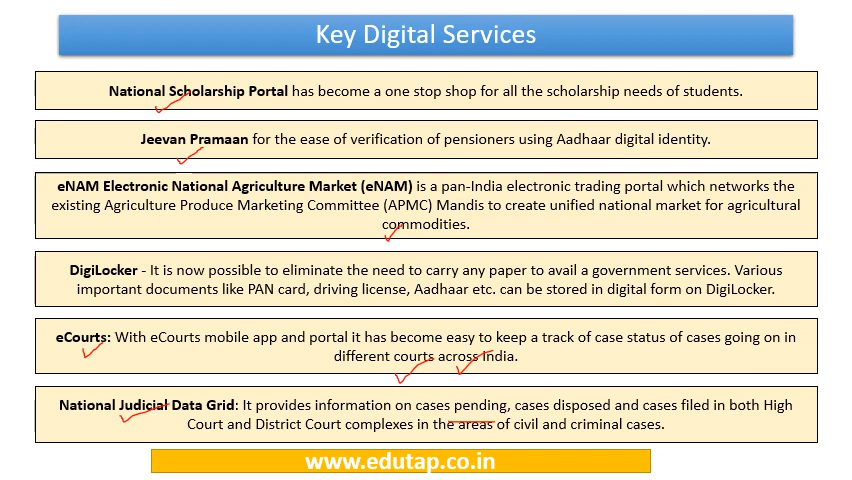 Key Digital Services
National Scholarship Portal has become a one stop shop for all the scholarship needs of students.
Jeevan Pramaan for the ease of verification of pensioners using Aadhaar digital identity.
eNAM Electronic National Agriculture Market (eNAM) is a pan-India electronic trading portal which networks the
existing Agriculture Produce Marketing Committee (APMC) Mandis to create unified national market for agricultural
commodities.
DigiLocker - It is now possible to eliminate the need to carry any paper to avail a government services. Various
important documents like PAN card, driving license, Aadhaar etc. can be stored in digital form on DigiLocker.
eCourts: With eCourts mobile app and portal it has become easy to keep a track of case status of cases going on in
different courts across India.
National Judicial Data Grid: It provides information on cases pending, cases disposed and cases filed in both High
Court and District Court complexes in the areas of civil and criminal cases.
www.edutap.co.in